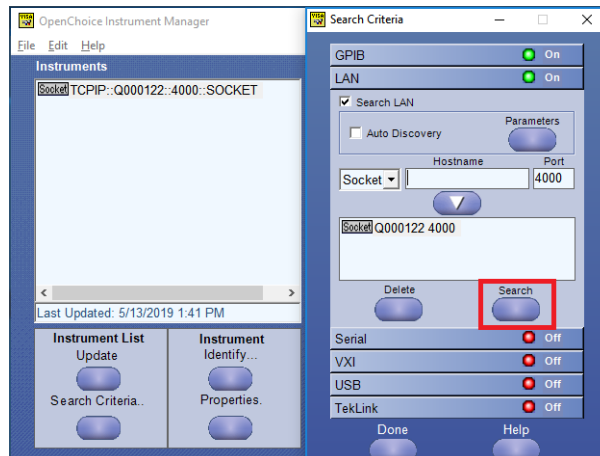 OpenChoice Instrument Manager
File Edit Help
Instruments
Socket TCPIP::Q000122::4000::SOCKET
Last Updated: 5/13/2019 1:41 PM
Instrument List
Update
Search Criteria..
Instrument
Identify...
Properties.
Search Criteria
GPIB On
LAN On
Search LAN
Auto Discovery
Parameters
Hostname Port
Socket 4000
Socket Q000122 4000
Delete Search
Serial Off
VXI Off
USB Off
TekLink Off
Done Help